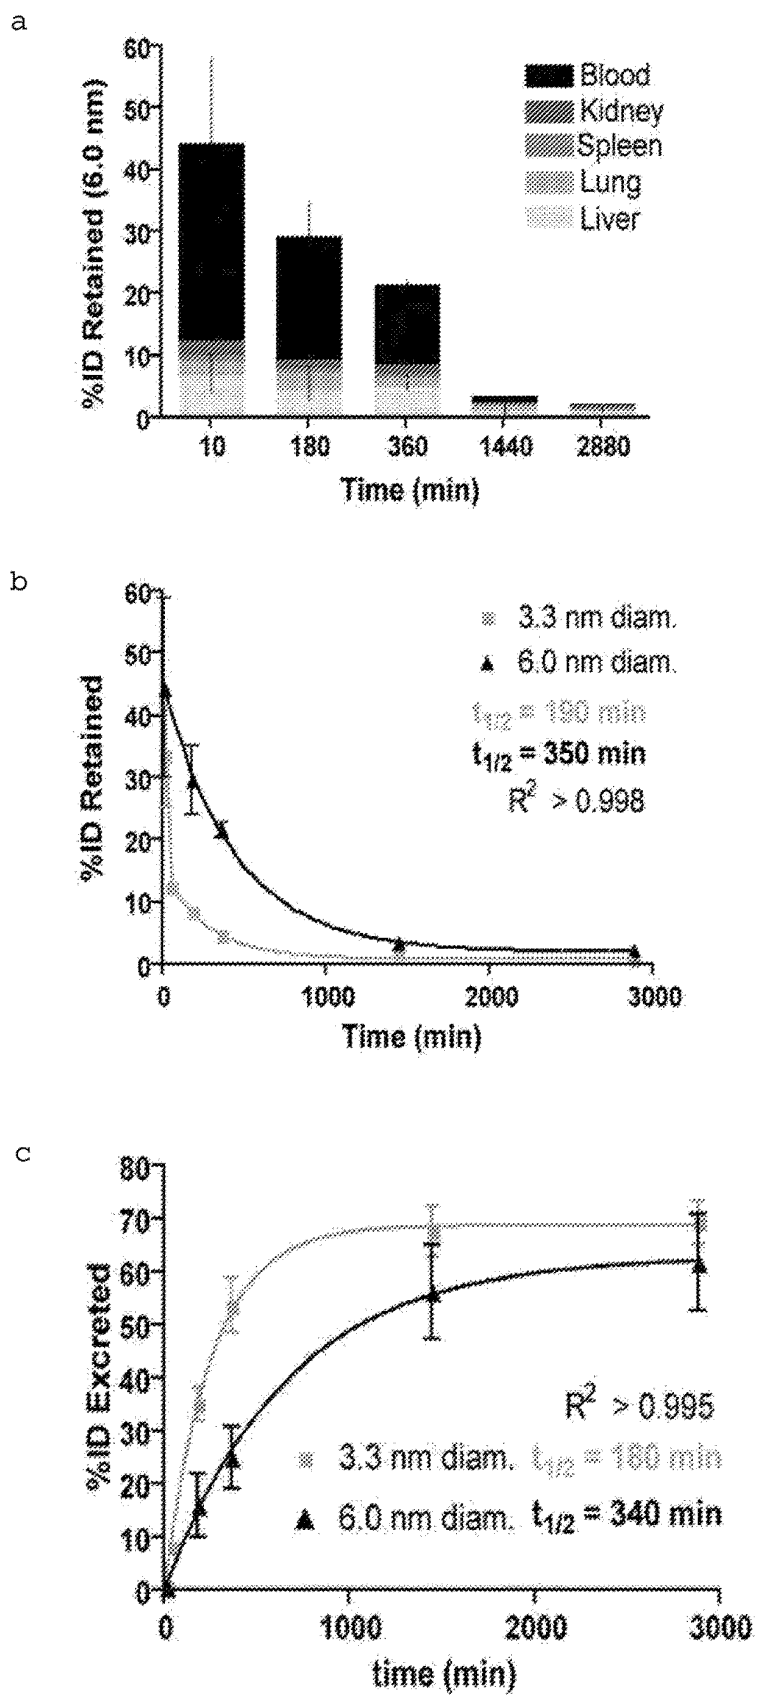 a
%ID Retained (6.0 nm)
60
50
40
30
20
10
0
Blood
Kidney
Spleen
Lung
Liver
10 180 360 1440 2880
Time (min)
b
%ID Retained
60
50
40
30
20
10
0
3.3 nm diam.
6.0 nm diam.
t1/2 = 190 min
t1/2 = 350 min
R2 > 0.998
0 1000 2000 3000
Time (min)
c
%ID Excreted
80
70
60
50
40
30
20
10
0
R2 > 0.995
3.3 nm diam. t1/2 = 180 min
6.0 nm diam. t1/2 = 340 min
0 1000 2000 3000
time (min)